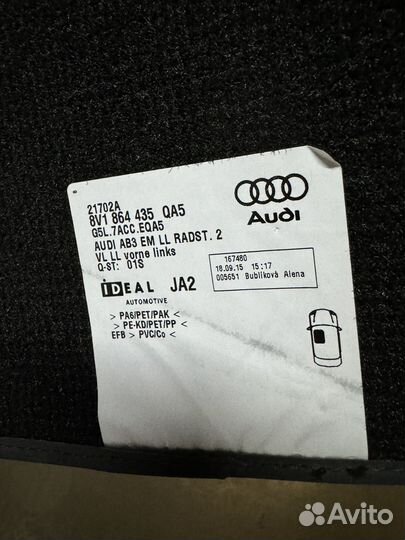 21702A
8V1 864 435 QA5
G5L.7ACC.EQA5
AUDI AB3 EM LL RADST. 2
VL LL vorne links
Q-ST: 01S
Audi
167480
18.09.15 15:17
005651 Bublíková Alena
iDEAL JA2
AUTOMOTIVE
> PA6/PET/PAK <
> PE-KD/PET/PP <
EFB > PVC/Co <
Avito